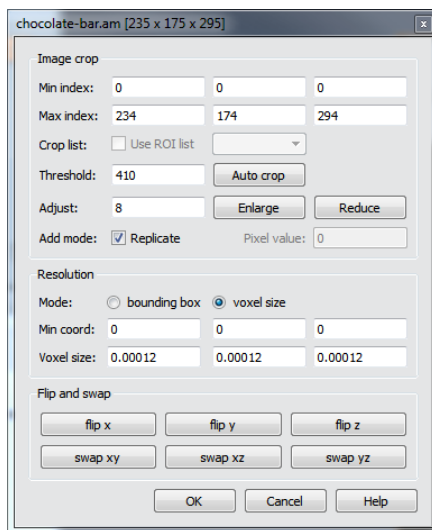 chocolate-bar.am [235 x 175 x 295] x
Image crop
Min index: 0 0 0
Max index: 234 174 294
Crop list: Use ROI list
Threshold: 410 Auto crop
Adjust: 8 Enlarge Reduce
Add mode: Replicate Pixel value: 0
Resolution
Mode: bounding box voxel size
Min coord: 0 0 0
Voxel size: 0.00012 0.00012 0.00012
Flip and swap
flip x flip y flip z
swap xy swap xz swap yz
OK Cancel Help